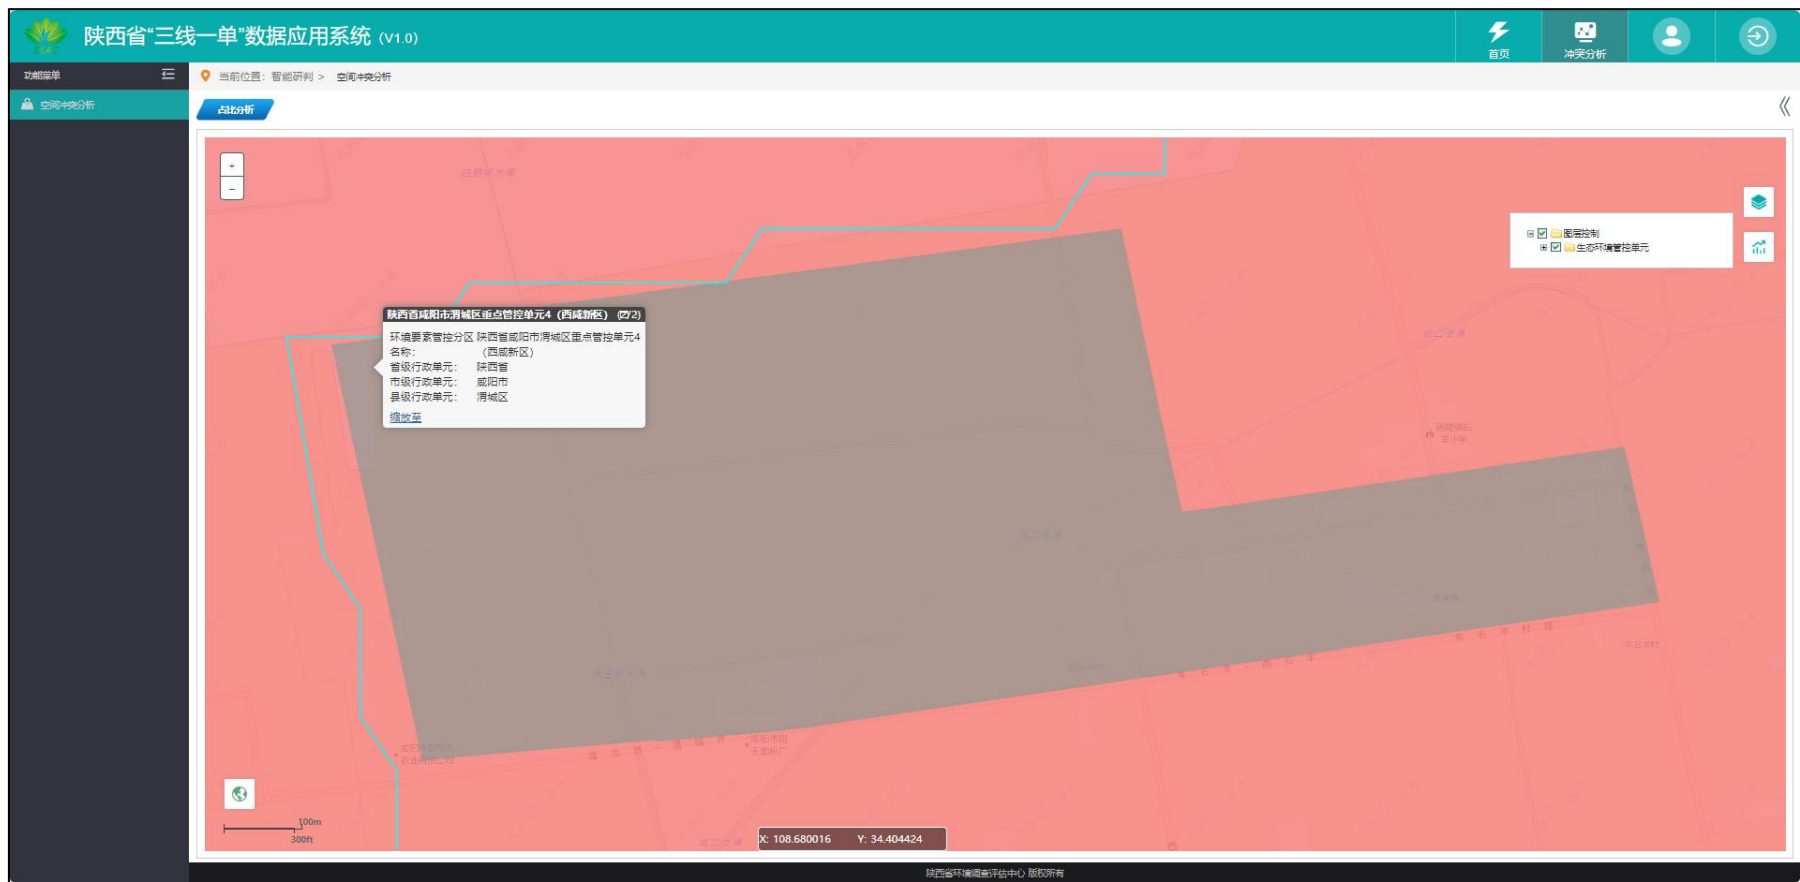 陕西省“三线一单”数据应用系统 (V1.0)
首页
冲突分析
功能菜单
当前位置：智能研判 > 空间冲突分析
空间冲突分析
占比分析
+
−
图层控制
生态环境管控单元
陕西省咸阳市渭城区重点管控单元4（西咸新区）
环境要素管控分区 陕西省咸阳市渭城区重点管控单元4
名称： （西咸新区）
省级行政单元： 陕西省
市级行政单元： 咸阳市
县级行政单元： 渭城区
缩放至
100m
300ft
X: 108.680016 Y: 34.404424
陕西省环境调查评估中心 版权所有